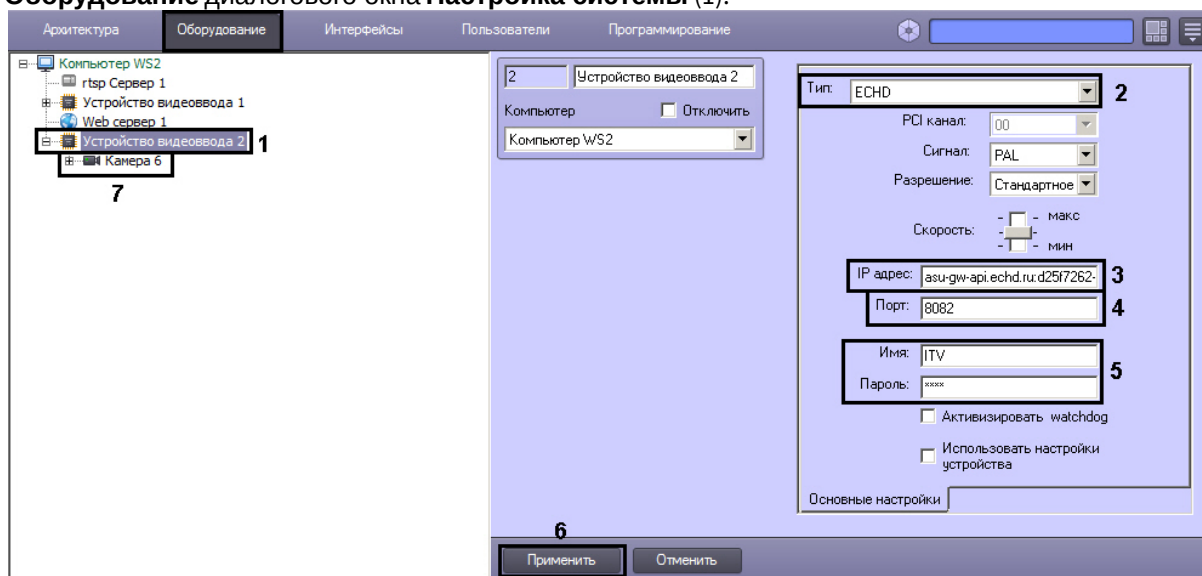 Оборудование диалогового окна Настройка системы (1).
Архитектура Оборудование Интерфейсы Пользователи Программирование
Компьютер WS2
rtsp Сервер 1
Устройство видеоввода 1
Web сервер 1
Устройство видеоввода 2 1
Камера 6
7
2 Устройство видеоввода 2
Компьютер Отключить
Компьютер WS2
Тип: ECHD 2
PCI канал: 00
Сигнал: PAL
Разрешение: Стандартное
Скорость: - - макс
- -
- - мин
IP адрес: asu-gw-api.echd.ru:d25f7262- 3
Порт: 8082 4
Имя: ITV
Пароль: ×××× 5
Активизировать watchdog
Использовать настройки
устройства
Основные настройки
6
Применить Отменить